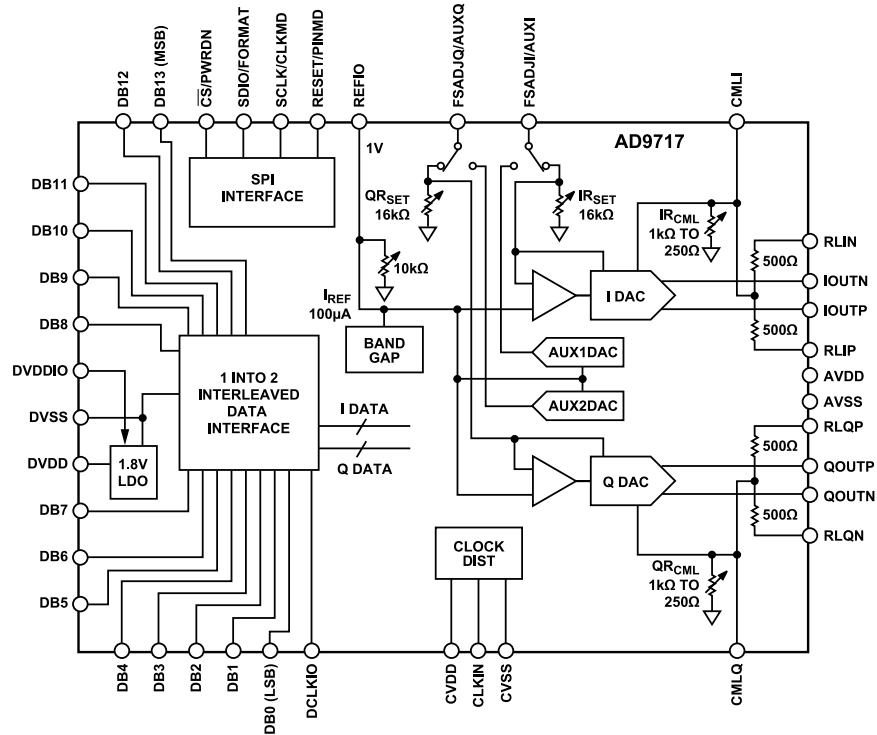 DB12
DB13 (MSB)
CS/PWRDN
SDIO/FORMAT
SCLK/CLKMD
RESET/PINMD
REFIO
FSADJQ/AUXQ
FSADJI/AUXI
CMLI
AD9717
1V
SPI
INTERFACE
DB11
DB10
DB9
DB8
DVDDIO
DVSS
DVDD
DB7
DB6
DB5
QRSET
16kΩ
IRSET
16kΩ
IRCML
1kΩ TO
250Ω
10kΩ
IREF
100µA
BAND
GAP
I DAC
500Ω
500Ω
RLIN
IOUTN
IOUTP
RLIP
AVDD
AVSS
RLQP
QOUTP
QOUTN
RLQN
AUX1DAC
AUX2DAC
1 INTO 2
INTERLEAVED
DATA
INTERFACE
I DATA
Q DATA
1.8V
LDO
Q DAC
500Ω
500Ω
CLOCK
DIST
QRCML
1kΩ TO
250Ω
DB4
DB3
DB2
DB1
DB0 (LSB)
DCLKIO
CVDD
CLKIN
CVSS
CMLQ